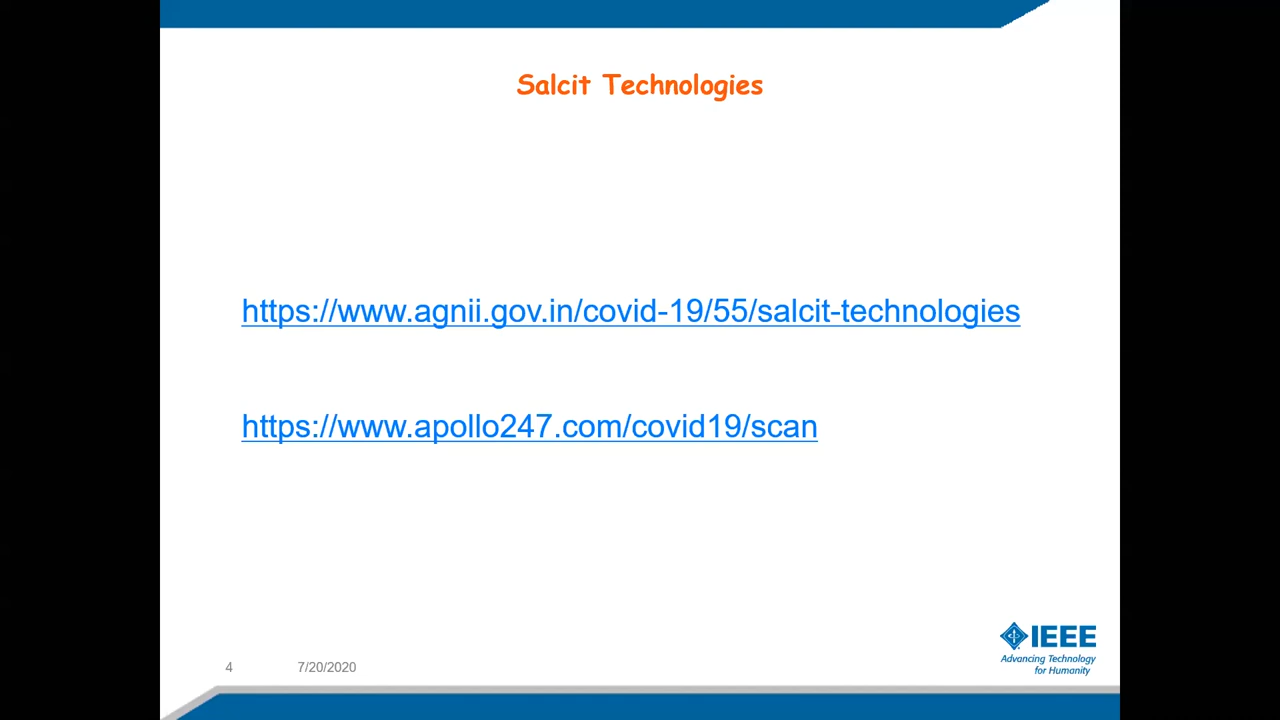 Salcit Technologies
https://www.agnii.gov.in/covid-19/55/salcit-technologies
https://www.apollo247.com/covid19/scan
IEEE
Advancing Technology
for Humanity
4 7/20/2020